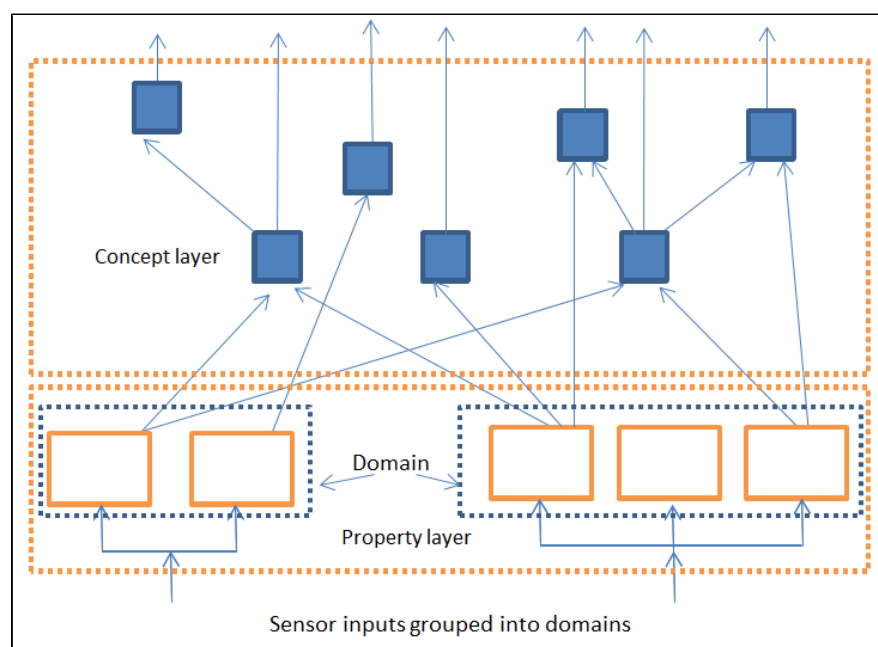 Concept layer
Domain
Property layer
Sensor inputs grouped into domains